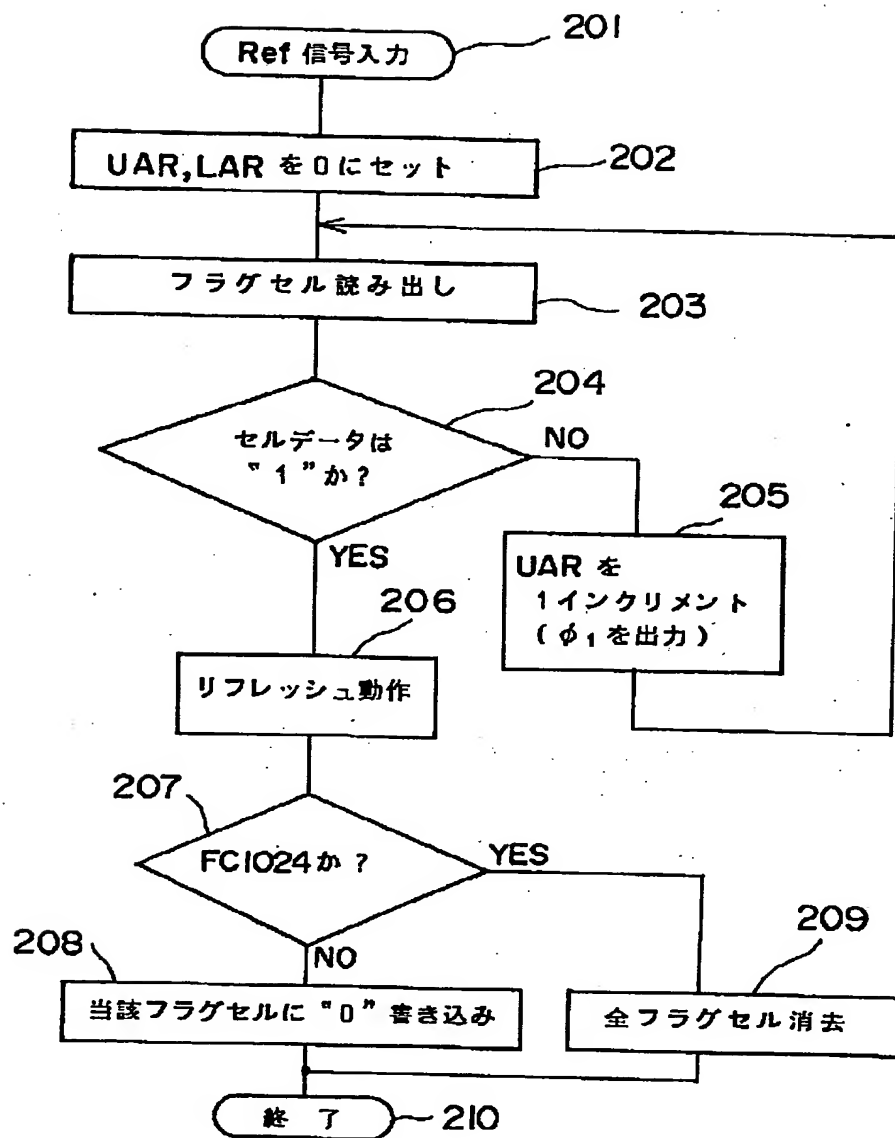 201
Ref 信号入力
UAR,LAR を 0 にセット
202
フラグセル読み出し
203
204
セルデータは
“1”か?
NO
YES
205
UAR を
1インクリメント
(φ1を出力)
206
リフレッシュ動作
207
FC1024か?
YES
NO
208
当該フラグセルに“0”書き込み
209
全フラグセル消去
終了
210